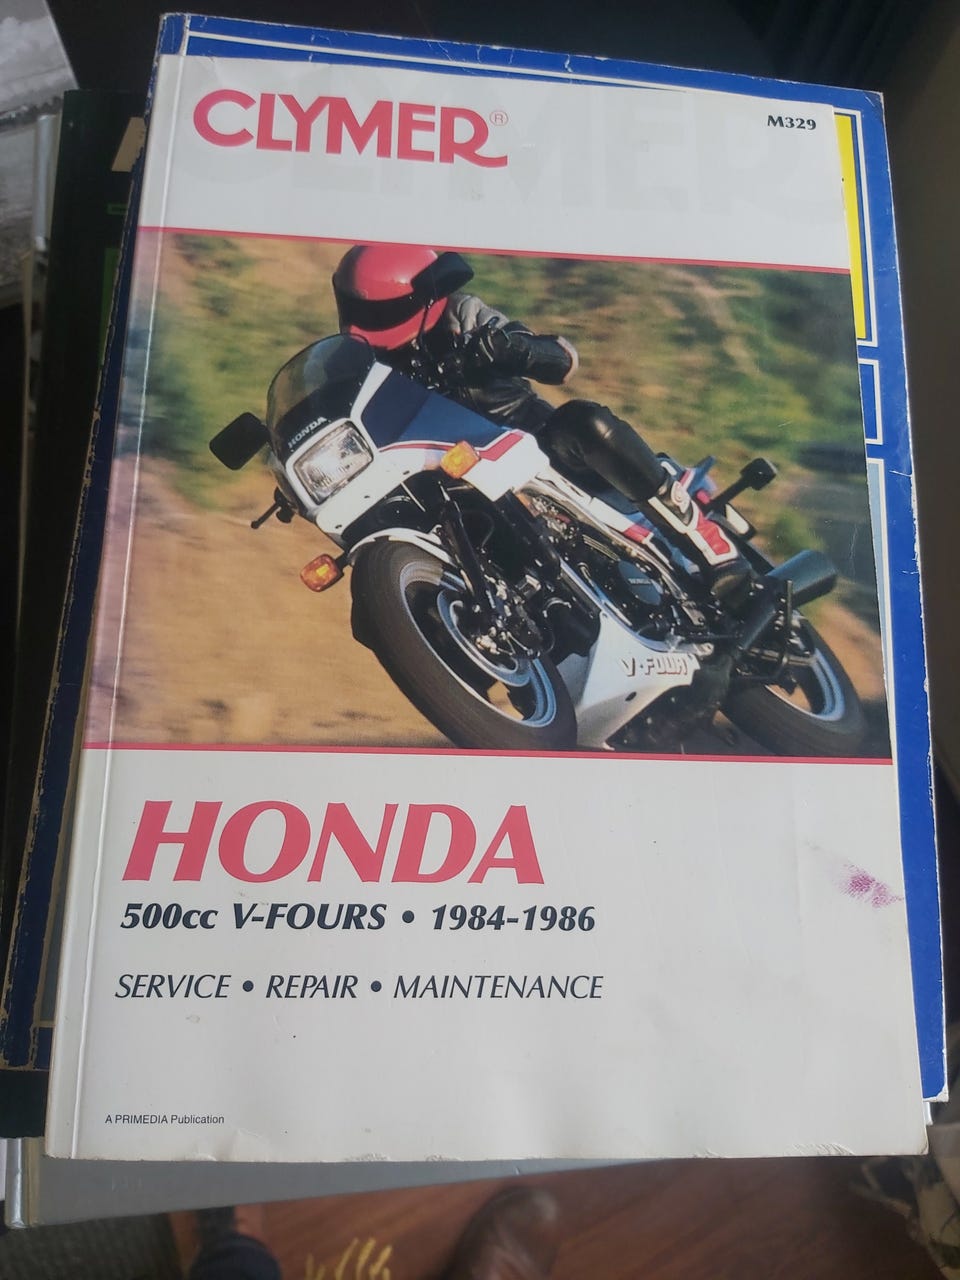 CLYMER®
M329
HONDA
V-FOUR
HONDA
500cc V-FOURS • 1984-1986
SERVICE • REPAIR • MAINTENANCE
A PRIMEDIA Publication